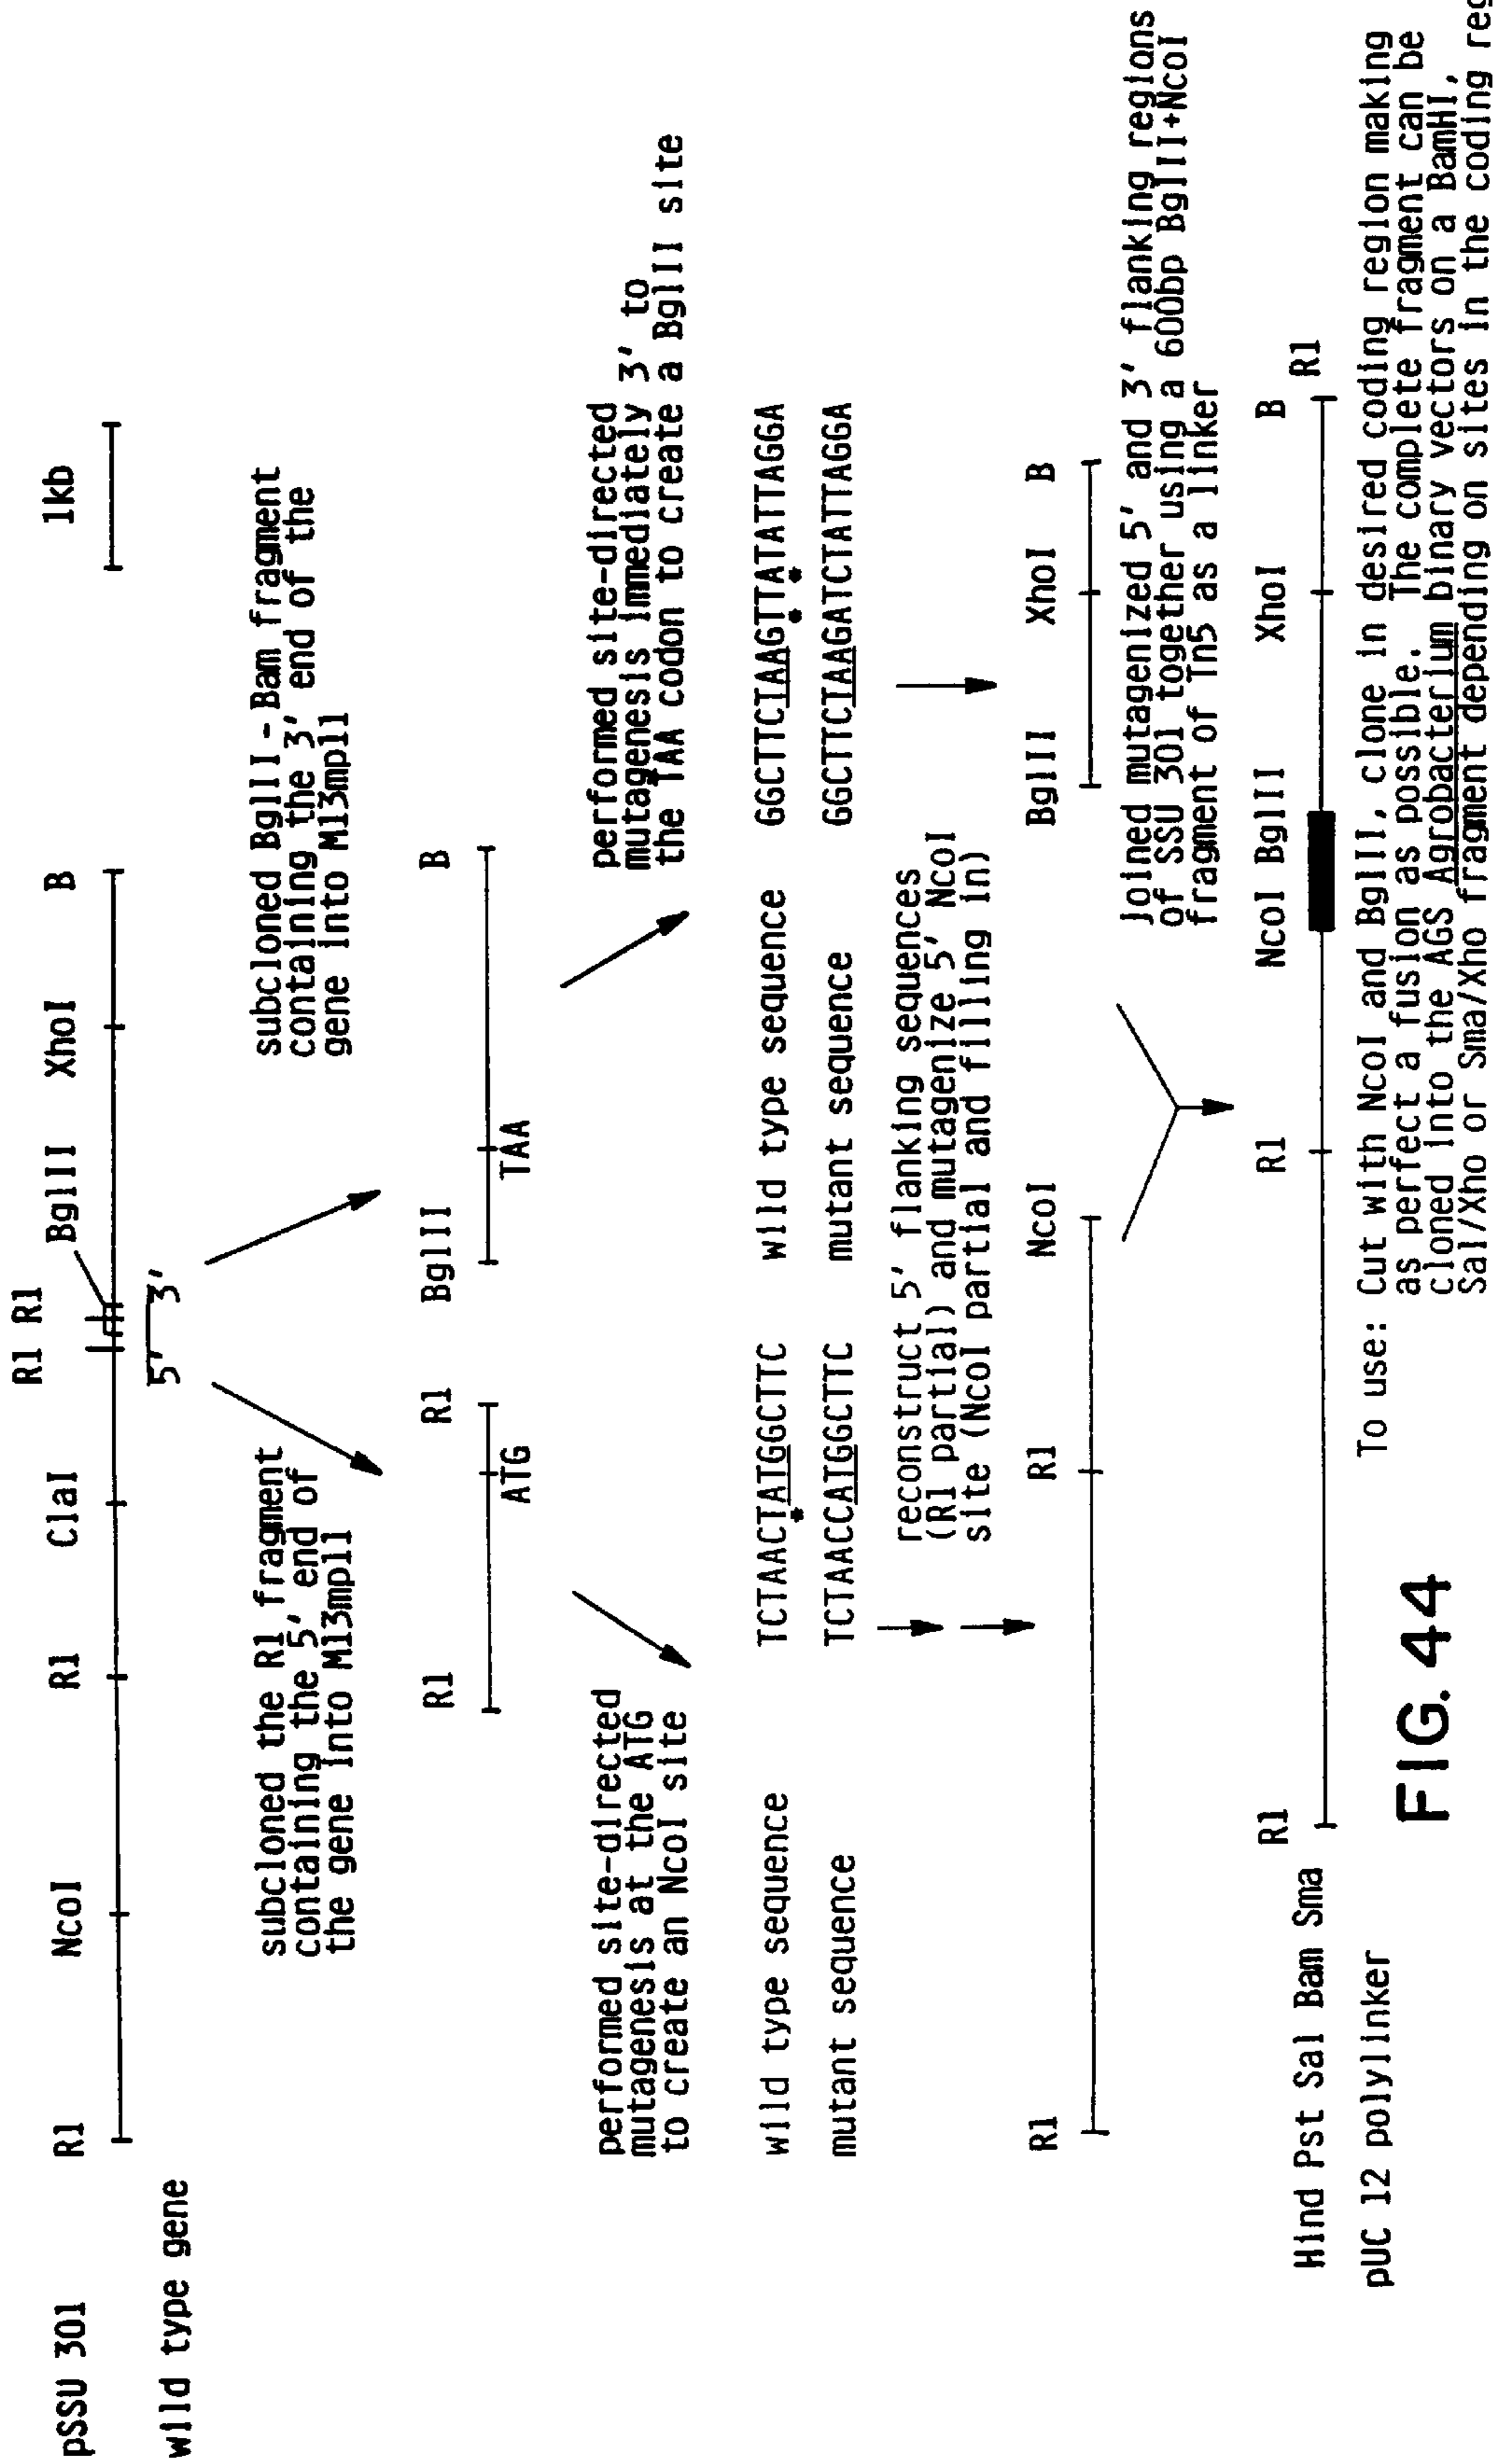 pSSU 301
wild type gene
R1 NcoI R1 ClaI R1 R1 BglII XhoI B
1kb
5' 3'
subcloned the R1 fragment
containing the 5' end of
the gene into M13mp11
subcloned BglII-Bam fragment
containing the 3' end of the
gene into M13mp11
R1 ATG R1
BglII TAA B
performed site-directed
mutagenesis at the ATG
to create an NcoI site
performed site-directed
mutagenesis immediately 3' to
the TAA codon to create a BglII site
wild type sequence TCTAACTATGGCTTC
*
mutant sequence TCTAACCATGGCTTC
wild type sequence GGCTTCTAAGTTATATTAGGA
* *
mutant sequence GGCTTCTAAGATCTATTAGGA
reconstruct 5' flanking sequences
(R1 partial) and mutagenize 5' NcoI
site (NcoI partial and filling in)
R1 R1 NcoI
BglII XhoI B
Joined mutagenized 5' and 3' flanking regions
of SSU 301 together using a 600bp BglII+NcoI
fragment of Tn5 as a linker
Hind Pst Sal Bam Sma R1 R1 NcoI BglII XhoI B R1
pUC 12 polylinker
To use: Cut with NcoI and BglII, clone in desired coding region making
as perfect a fusion as possible. The complete fragment can be
cloned into the AGS Agrobacterium binary vectors on a BamHI,
Sal/Xho or Sma/Xho fragment depending on sites in the coding reg
FIG. 44